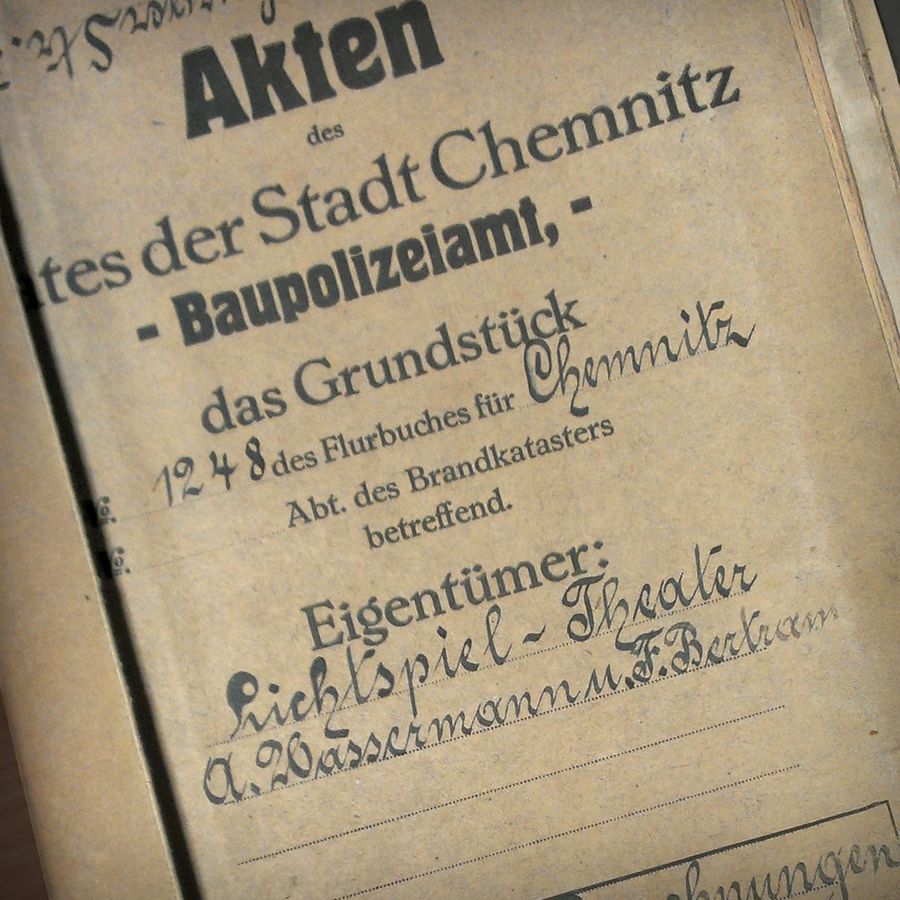 Akten
des
tes der Stadt Chemnitz
- Baupolizeiamt, -
das Grundstück
1248 des Flurbuches für Chemnitz
Abt. des Brandkatasters
betreffend.
Eigentümer:
Lichtspiel-Theater
A. Wassermann u. F. Bertram
chnungen